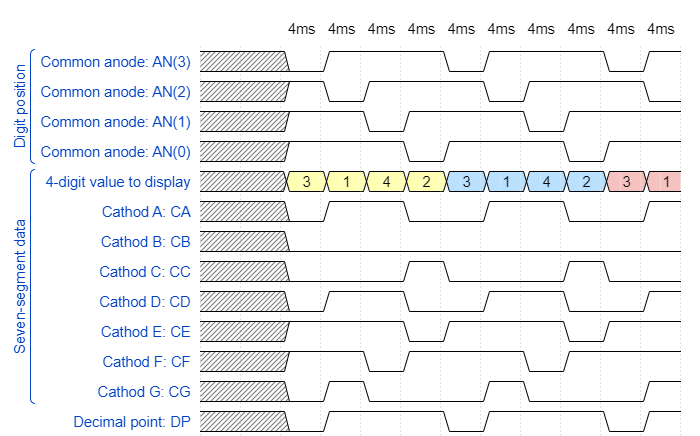 4ms 4ms 4ms 4ms 4ms 4ms 4ms 4ms 4ms 4ms
Digit position
Common anode: AN(3)
Common anode: AN(2)
Common anode: AN(1)
Common anode: AN(0)
Seven-segment data
4-digit value to display 3 1 4 2 3 1 4 2 3 1
Cathod A: CA
Cathod B: CB
Cathod C: CC
Cathod D: CD
Cathod E: CE
Cathod F: CF
Cathod G: CG
Decimal point: DP